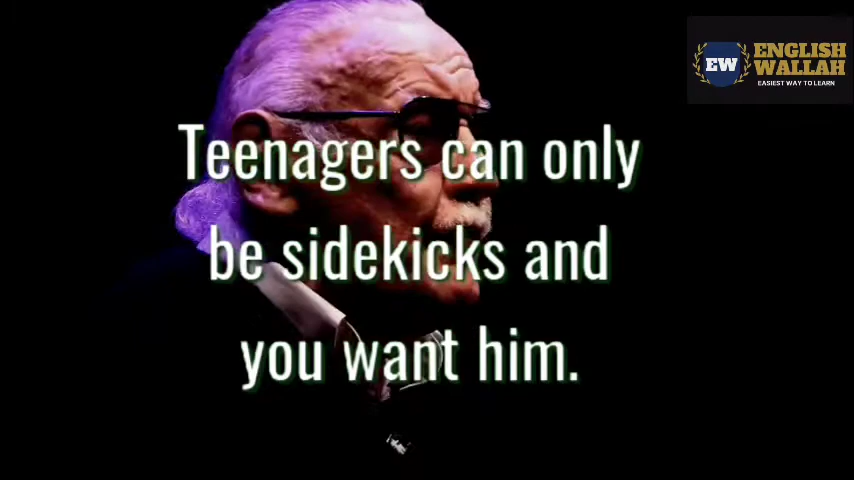 EW
ENGLISH
WALLAH
EASIEST WAY TO LEARN
Teenagers can only
be sidekicks and
you want him.